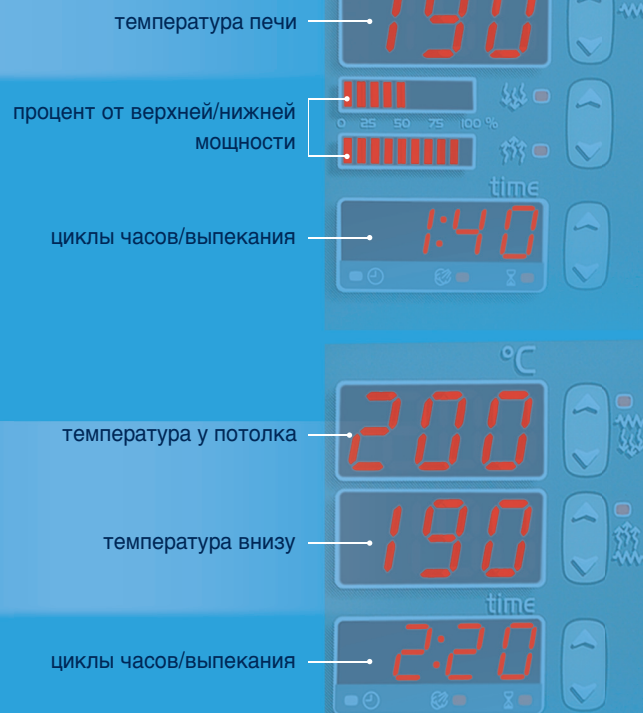 температура печи
190
процент от верхней/нижней
мощности
0 25 50 75 100 %
time
циклы часов/выпекания
1:40
°C
температура у потолка
200
температура внизу
190
time
циклы часов/выпекания
2:20